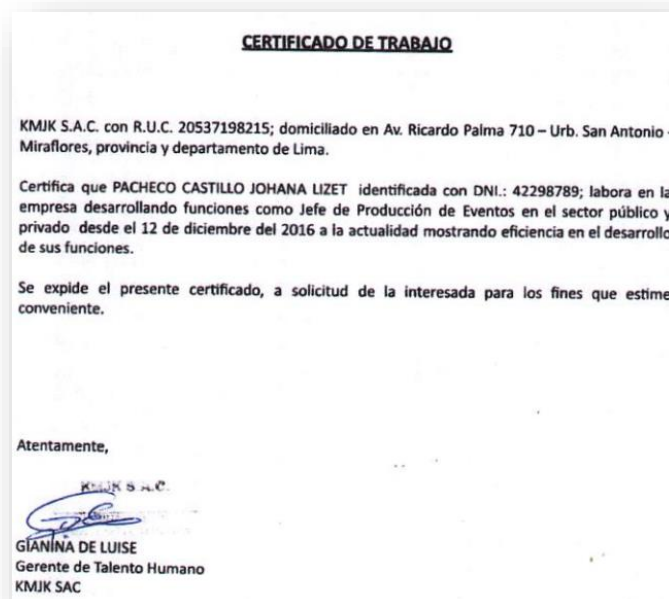 CERTIFICADO DE TRABAJO
KMJK S.A.C. con R.U.C. 20537198215; domiciliado en Av. Ricardo Palma 710 – Urb. San Antonio -
Miraflores, provincia y departamento de Lima.
Certifica que PACHECO CASTILLO JOHANA LIZET identificada con DNI.: 42298789; labora en la
empresa desarrollando funciones como Jefe de Producción de Eventos en el sector público y
privado desde el 12 de diciembre del 2016 a la actualidad mostrando eficiencia en el desarrollo
de sus funciones.
Se expide el presente certificado, a solicitud de la interesada para los fines que estime
conveniente.
Atentamente,
KMJK S.A.C.
GIANINA DE LUISE
Gerente de Talento Humano
KMJK SAC